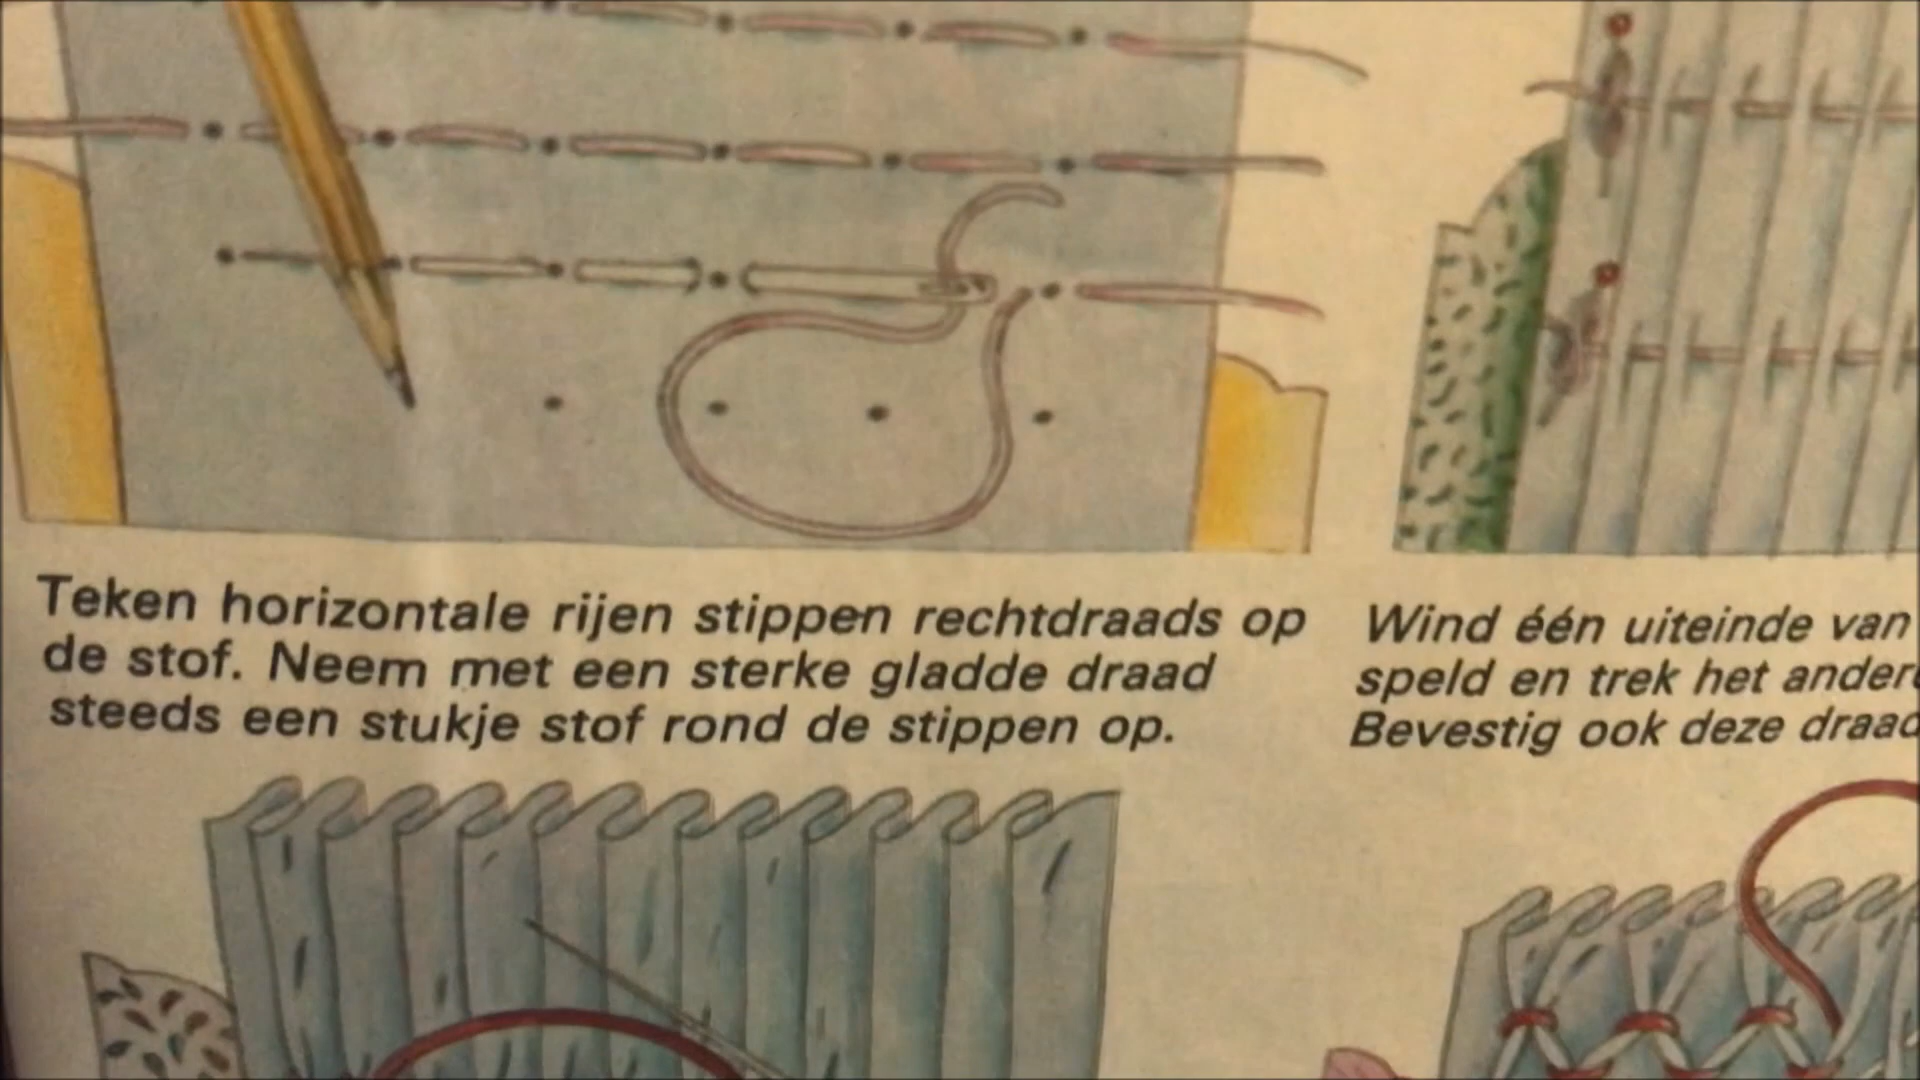 Teken horizontale rijen stippen rechtdraads op
de stof. Neem met een sterke gladde draad
steeds een stukje stof rond de stippen op.
Wind één uiteinde van
speld en trek het ander
Bevestig ook deze draad